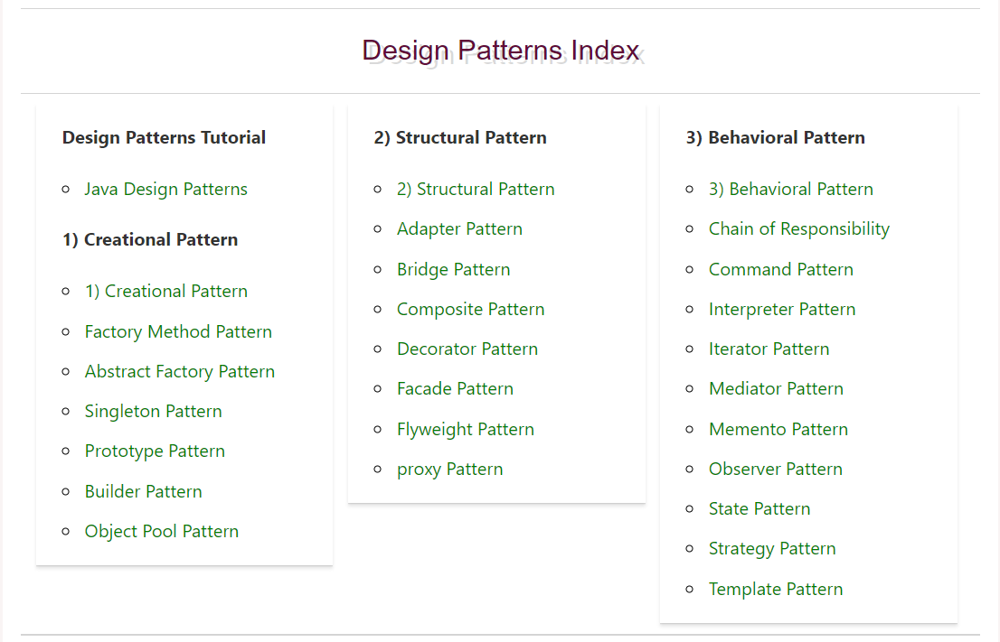 Design Patterns Index
Design Patterns Tutorial
Java Design Patterns
1) Creational Pattern
1) Creational Pattern
Factory Method Pattern
Abstract Factory Pattern
Singleton Pattern
Prototype Pattern
Builder Pattern
Object Pool Pattern
2) Structural Pattern
2) Structural Pattern
Adapter Pattern
Bridge Pattern
Composite Pattern
Decorator Pattern
Facade Pattern
Flyweight Pattern
proxy Pattern
3) Behavioral Pattern
3) Behavioral Pattern
Chain of Responsibility
Command Pattern
Interpreter Pattern
Iterator Pattern
Mediator Pattern
Memento Pattern
Observer Pattern
State Pattern
Strategy Pattern
Template Pattern